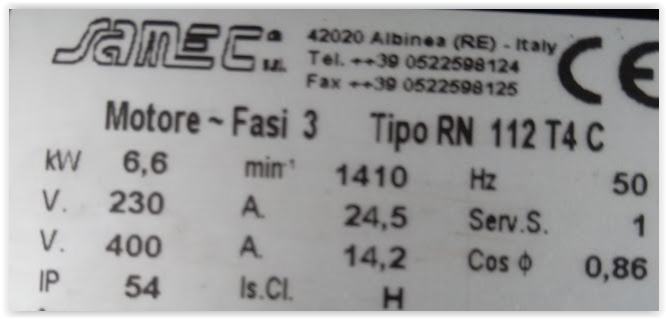 SAMEC
42020 Albinea (RE) - Italy
Tel. ++39 0522598124
Fax ++39 0522598125
CE
Motore ~ Fasi 3 Tipo RN 112 T4 C
kW 6,6 min⁻¹ 1410 Hz 50
V. 230 A. 24,5 Serv.S. 1
V. 400 A. 14,2 Cos ϕ 0,86
IP 54 Is.Cl. H